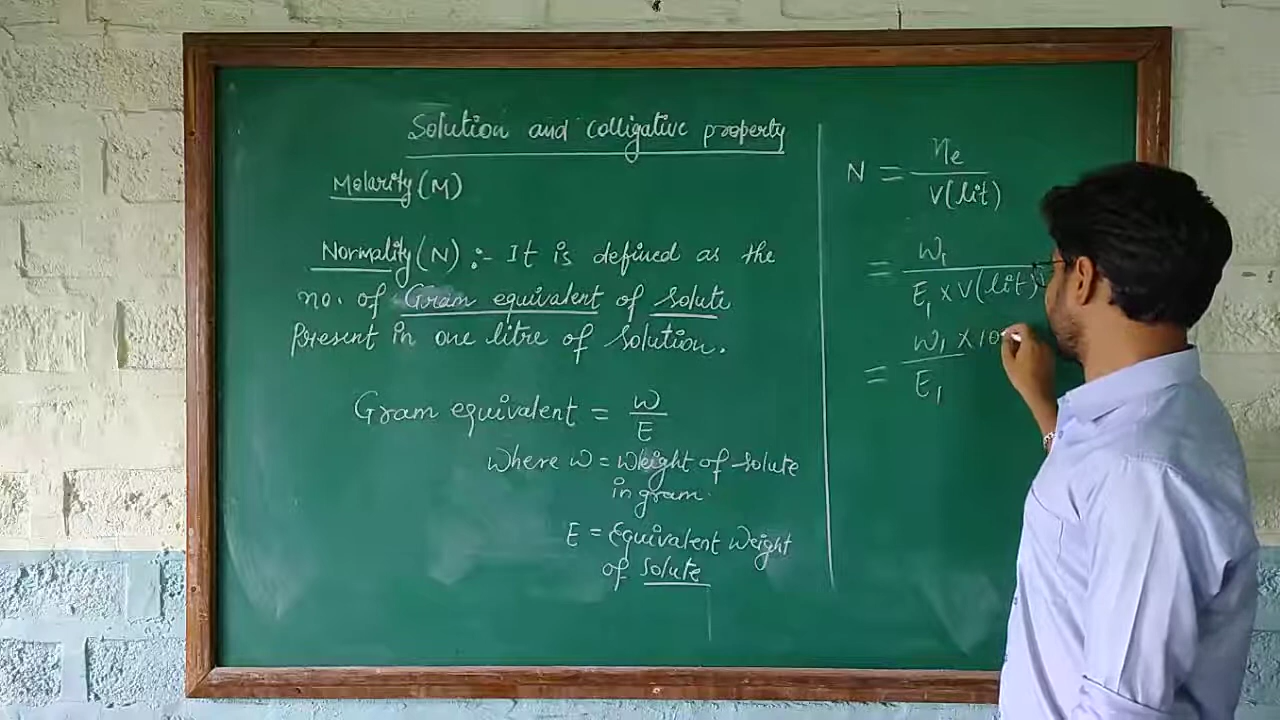 Solution and colligative property
Molarity (M)
Normality (N) :- It is defined as the
no. of Gram equivalent of solute
Present in one litre of solution.
Gram equivalent = W/E
Where W = Weight of solute
in gram.
E = Equivalent Weight
of solute
N = ne/V(lit)
= W1/E1 x V(lit)
= W1 x 10/E1